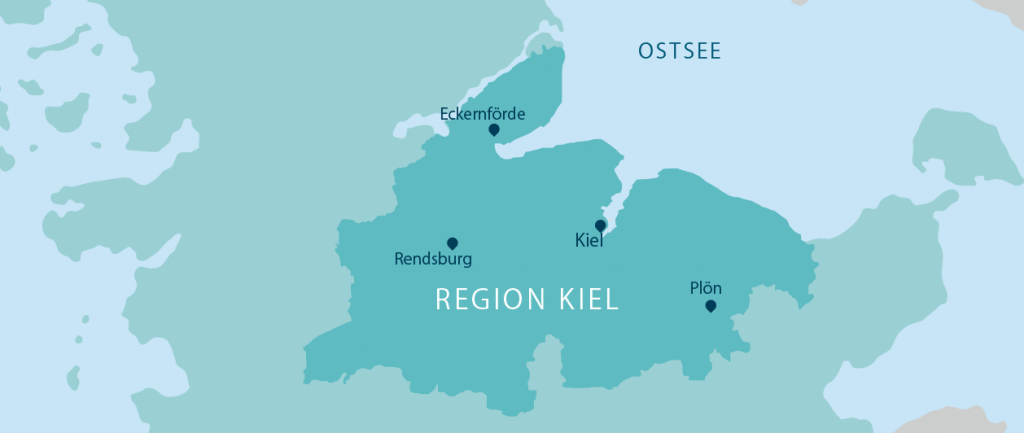 OSTSEE
Eckernförde
Kiel
Rendsburg
Plön
REGION KIEL